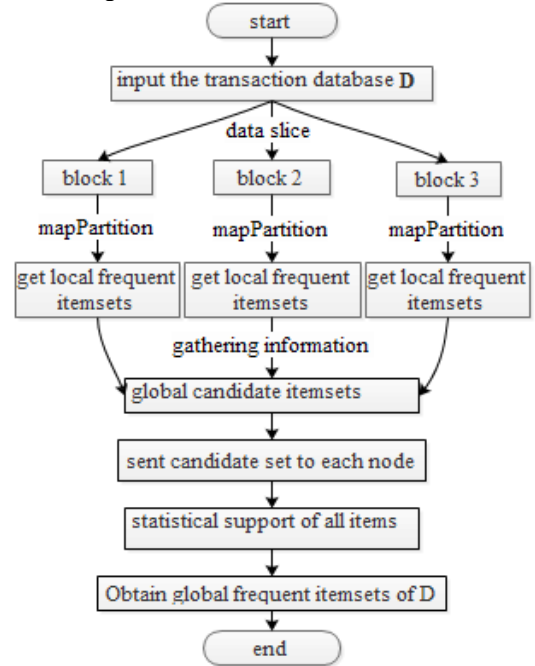 start
input the transaction database D
data slice
block 1
block 2
block 3
mapPartition
mapPartition
mapPartition
get local frequent
itemsets
get local frequent
itemsets
get local frequent
itemsets
gathering information
global candidate itemsets
sent candidate set to each node
statistical support of all items
Obtain global frequent itemsets of D
end